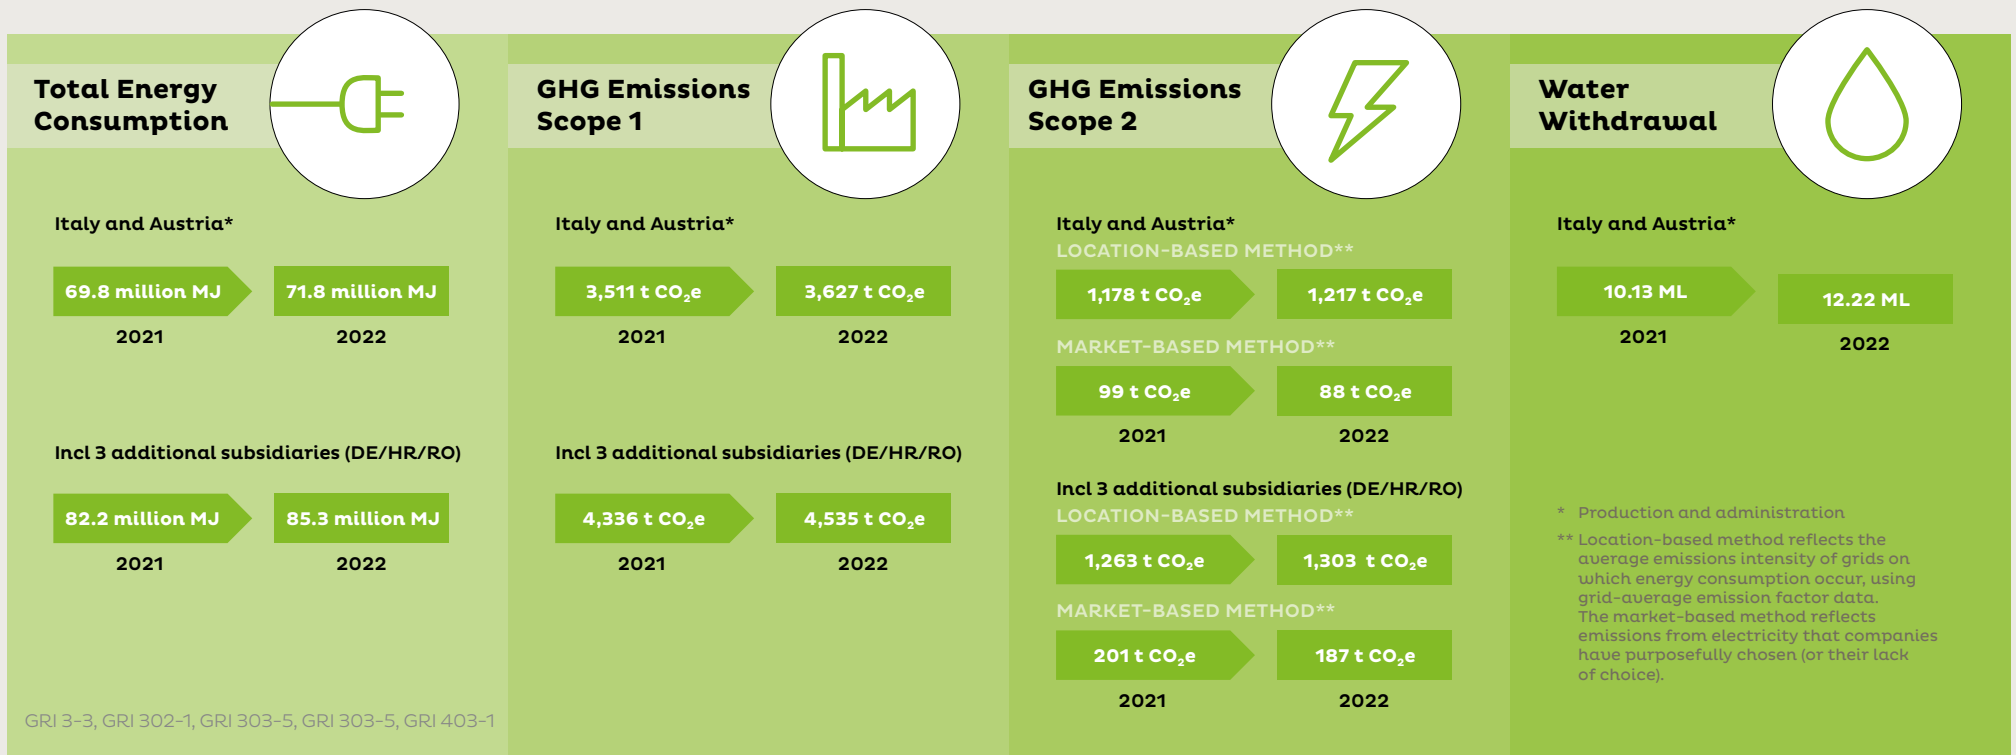 Total Energy
Consumption
Italy and Austria*
69.8 million MJ
71.8 million MJ
2021
2022
Incl 3 additional subsidiaries (DE/HR/RO)
82.2 million MJ
85.3 million MJ
2021
2022
GRI 3-3, GRI 302-1, GRI 303-5, GRI 303-5, GRI 403-1
GHG Emissions
Scope 1
Italy and Austria*
3,511 t CO₂e
3,627 t CO₂e
2021
2022
Incl 3 additional subsidiaries (DE/HR/RO)
4,336 t CO₂e
4,535 t CO₂e
2021
2022
GHG Emissions
Scope 2
Italy and Austria*
LOCATION-BASED METHOD**
1,178 t CO₂e
1,217 t CO₂e
MARKET-BASED METHOD**
99 t CO₂e
88 t CO₂e
2021
2022
Incl 3 additional subsidiaries (DE/HR/RO)
LOCATION-BASED METHOD**
1,263 t CO₂e
1,303 t CO₂e
MARKET-BASED METHOD**
201 t CO₂e
187 t CO₂e
2021
2022
Water
Withdrawal
Italy and Austria*
10.13 ML
12.22 ML
2021
2022
* Production and administration
** Location-based method reflects the
average emissions intensity of grids on
which energy consumption occur, using
grid-average emission factor data.
The market-based method reflects
emissions from electricity that companies
have purposefully chosen (or their lack
of choice).